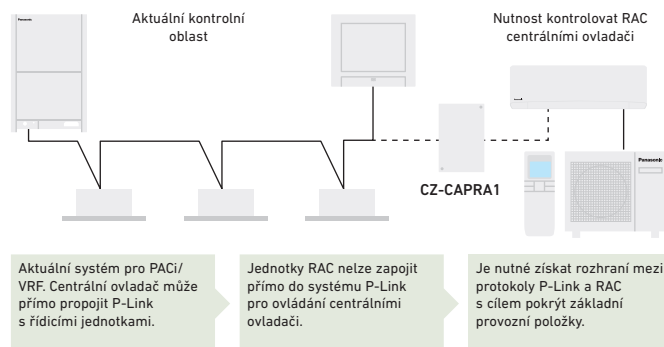 Aktuální kontrolní
oblast
Nutnost kontrolovat RAC
centrálními ovladači
Panasonic
Panasonic
CZ-CAPRA1
Aktuální systém pro PACi/
VRF. Centrální ovladač může
přímo propojit P-Link
s řídicími jednotkami.
Jednotky RAC nelze zapojit
přímo do systému P-Link
pro ovládání centrálními
ovladači.
Je nutné získat rozhraní mezi
protokoly P-Link a RAC
s cílem pokrýt základní
provozní položky.